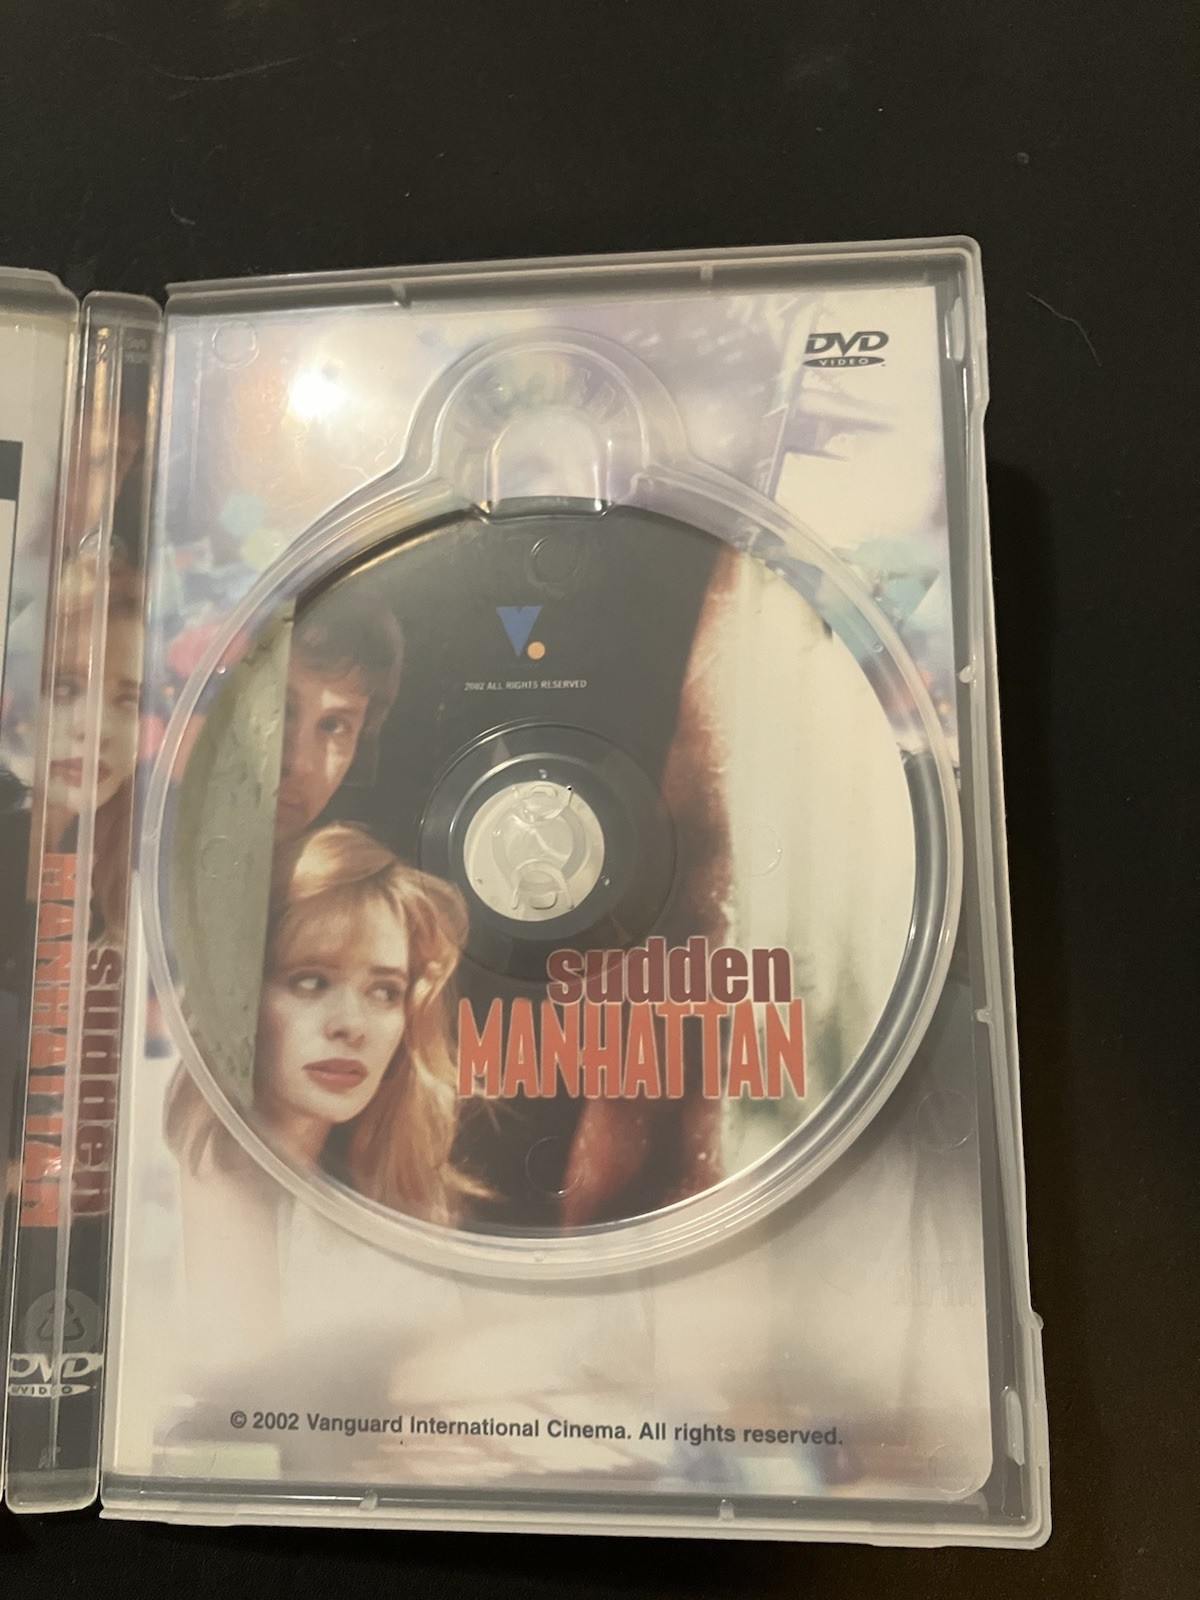 DVD
VIDEO
V.
2002 ALL RIGHTS RESERVED
sudden
MANHATTAN
sudden
MANHATTAN
DVD
VIDEO
© 2002 Vanguard International Cinema. All rights reserved.